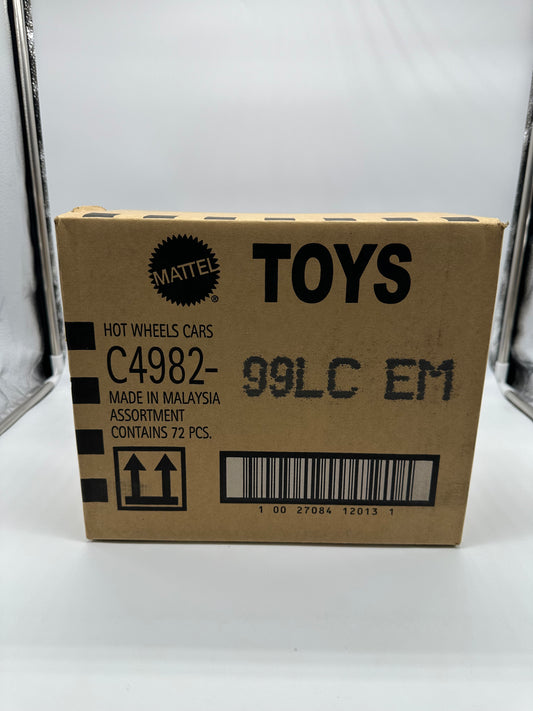 MATTEL ®
TOYS
HOT WHEELS CARS
C4982- 99LC EM
MADE IN MALAYSIA
ASSORTMENT
CONTAINS 72 PCS.
1 00 27084 12013 1